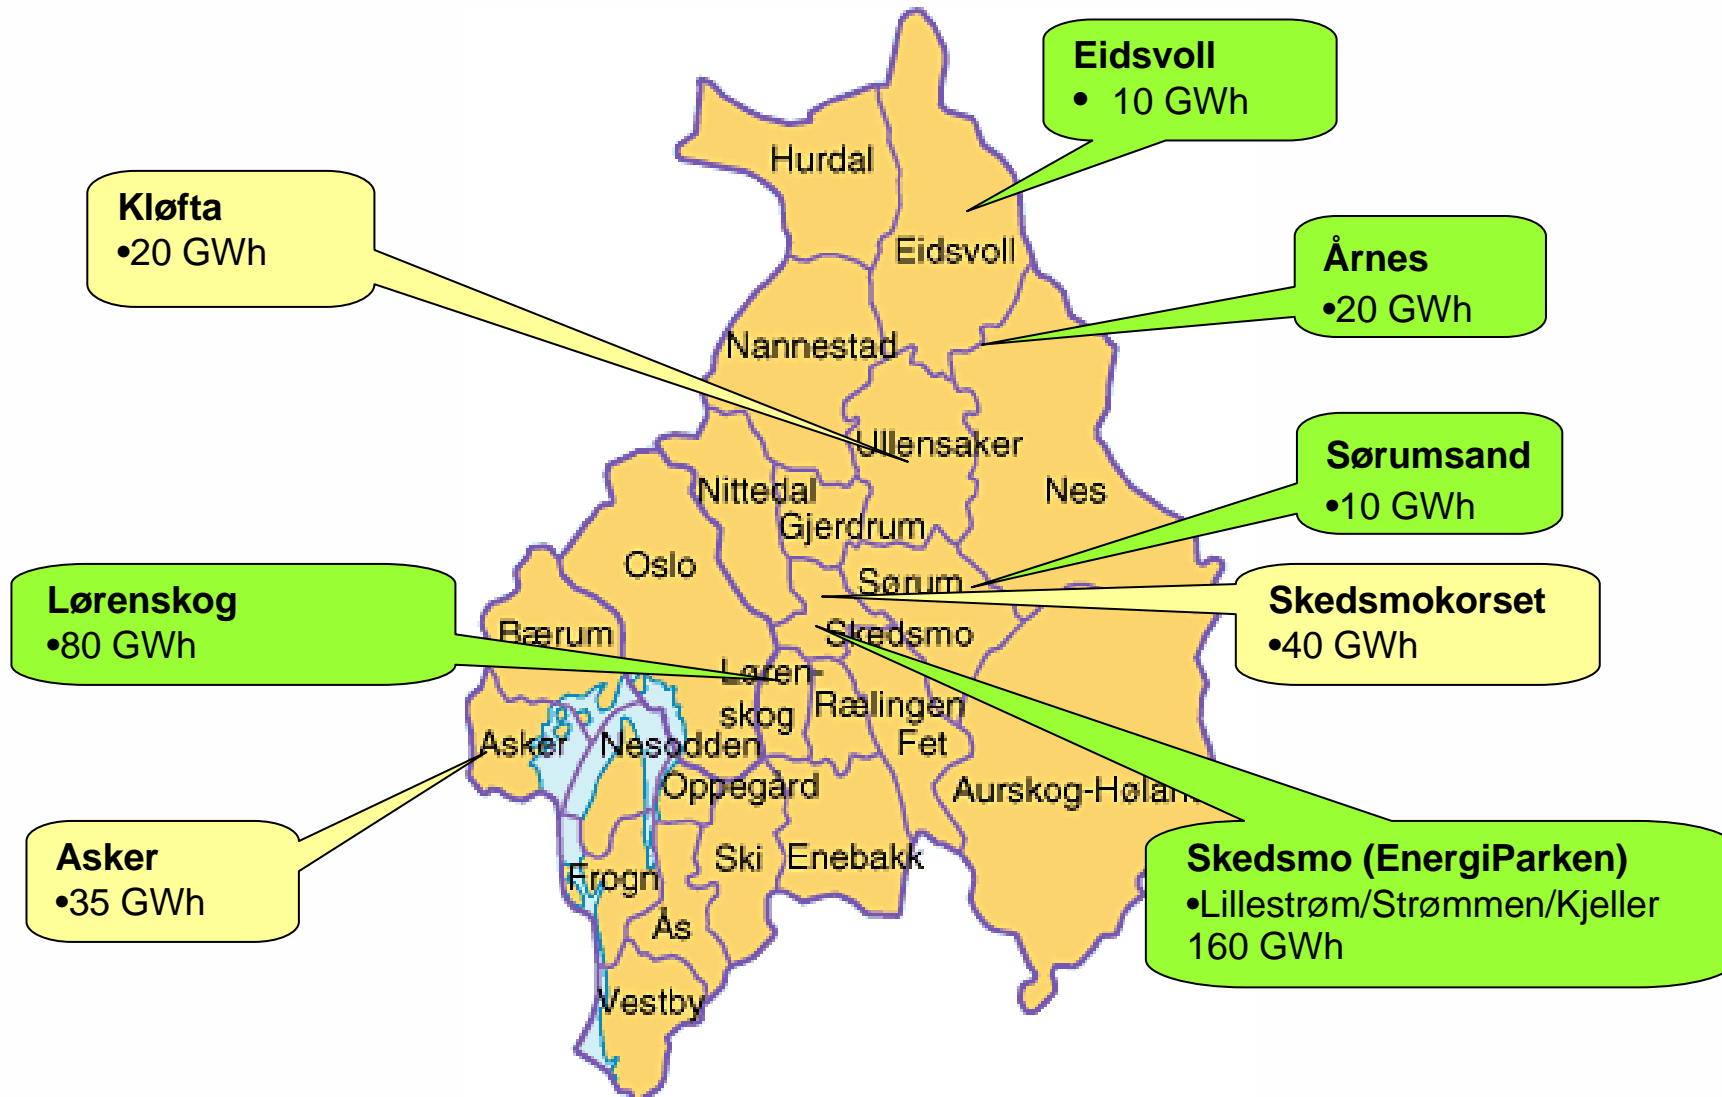 Eidsvoll
• 10 GWh
Hurdal
Kløfta
•20 GWh
Eidsvoll
Årnes
•20 GWh
Nannestad
Ullensaker
Sørumsand
•10 GWh
Nittedal
Nes
Gjerdrum
Oslo
Sørum
Lørenskog
•80 GWh
Skedsmokorset
•40 GWh
Bærum
Skedsmo
Løren-
skog
Rælingen
Asker
Nesodden
Fet
Oppegård
Aurskog-Høland
Asker
•35 GWh
Ski
Enebakk
Frogn
Skedsmo (EnergiParken)
•Lillestrøm/Strømmen/Kjeller
160 GWh
Ås
Vestby